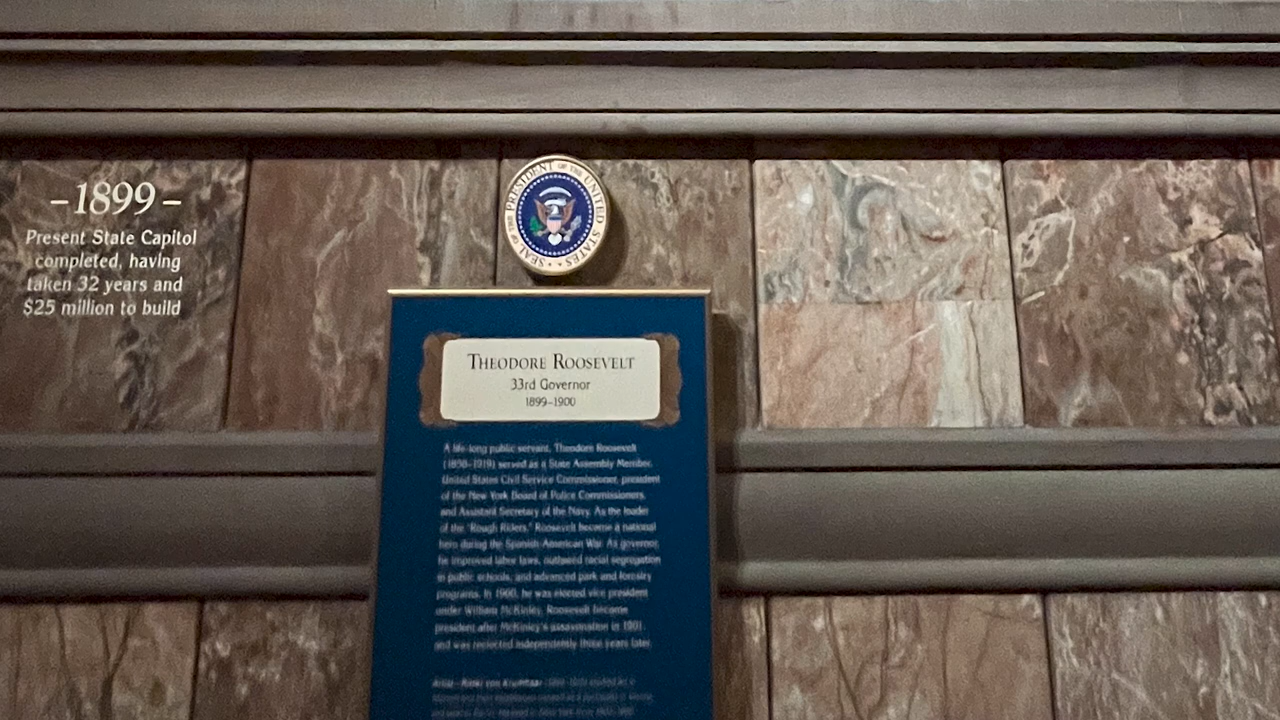 -1899-
Present State Capitol
completed, having
taken 32 years and
$25 million to build
SEAL OF THE PRESIDENT OF THE UNITED STATES
THEODORE ROOSEVELT
33rd Governor
1899-1900
A life-long public servant, Theodore Roosevelt
(1858-1919) served as a State Assembly Member,
United States Civil Service Commissioner, president
of the New York Board of Police Commissioners,
and Assistant Secretary of the Navy. As the leader
of the "Rough Riders," Roosevelt became a national
hero during the Spanish-American War. As governor,
he improved labor laws, outlawed racial segregation
in public schools, and advanced park and forestry
programs. In 1900, he was elected vice president
under William McKinley. Roosevelt became
president after McKinley's assassination in 1901,
and was reelected independently three years later.